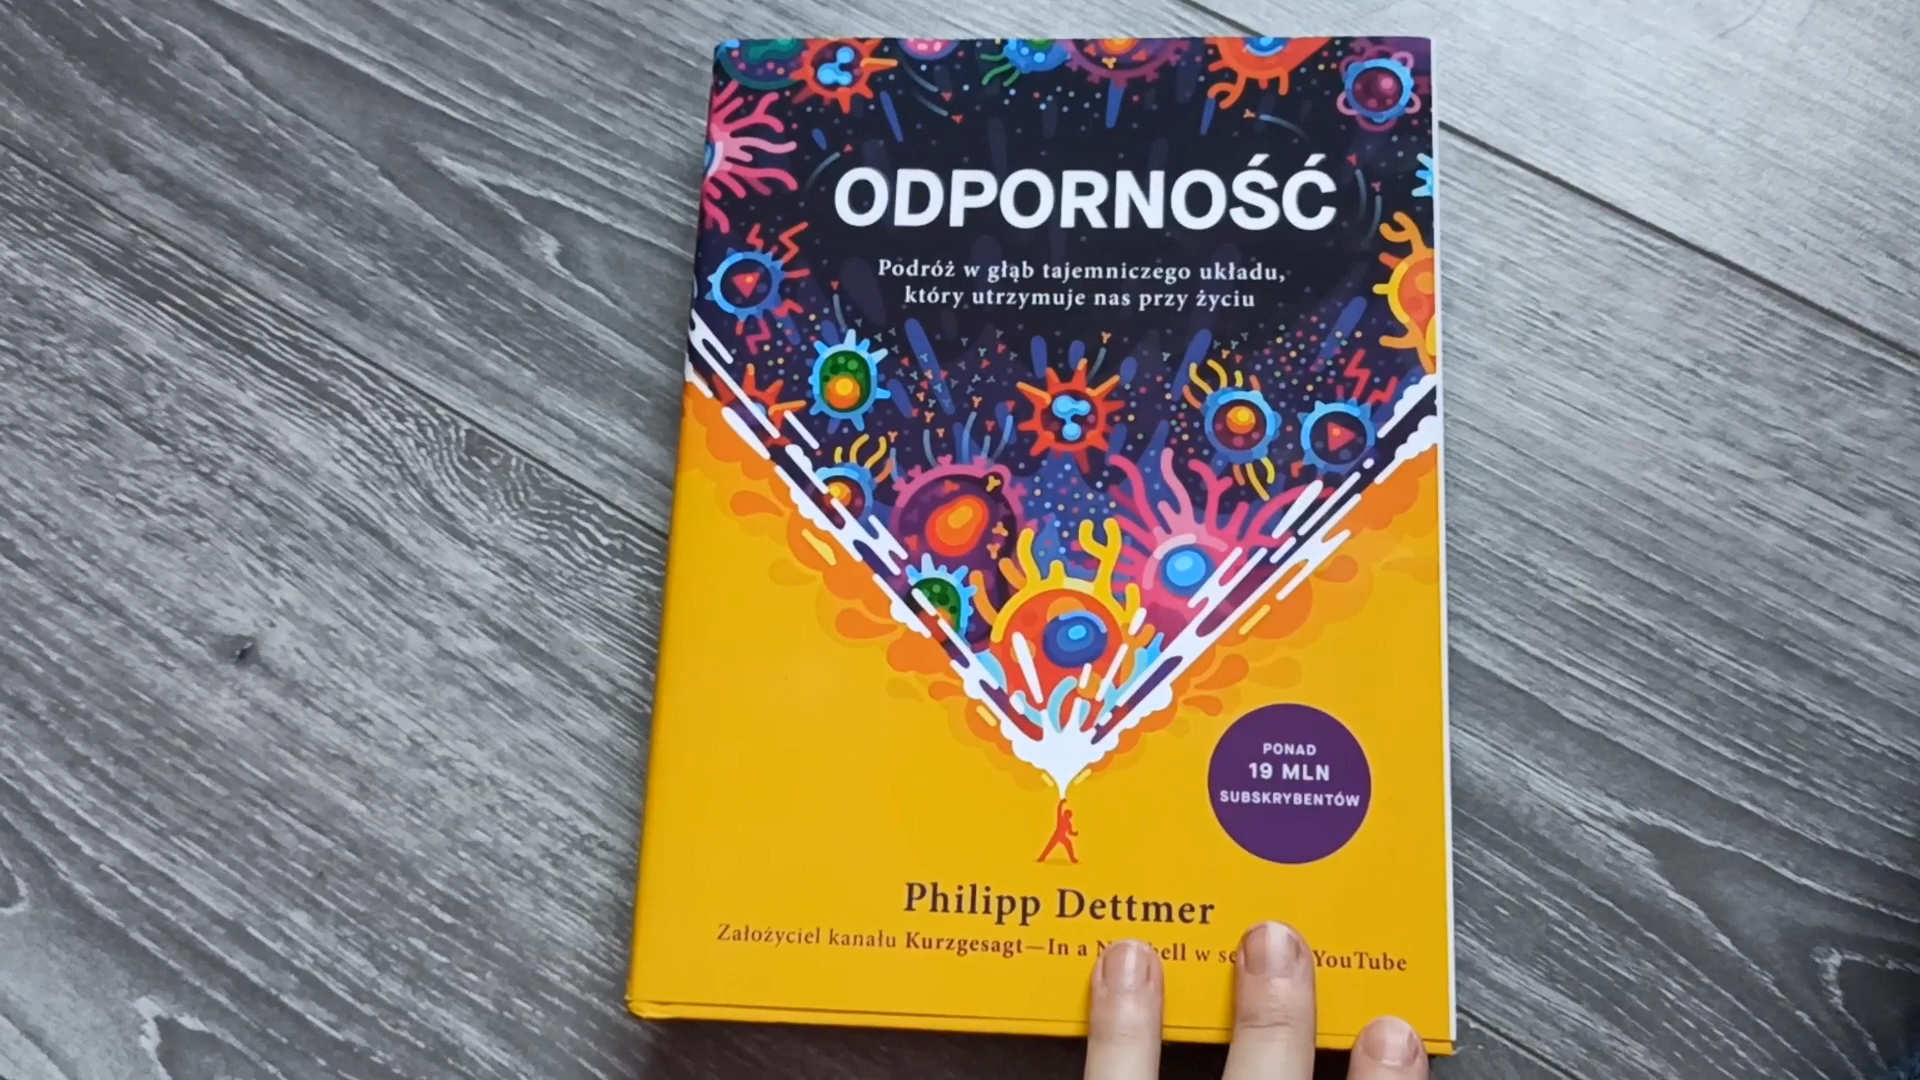 ODPORNOŚĆ
Podróż w głąb tajemniczego układu,
który utrzymuje nas przy życiu
PONAD
19 MLN
SUBSKRYBENTÓW
Philipp Dettmer
Założyciel kanału Kurzgesagt—In a w YouTube